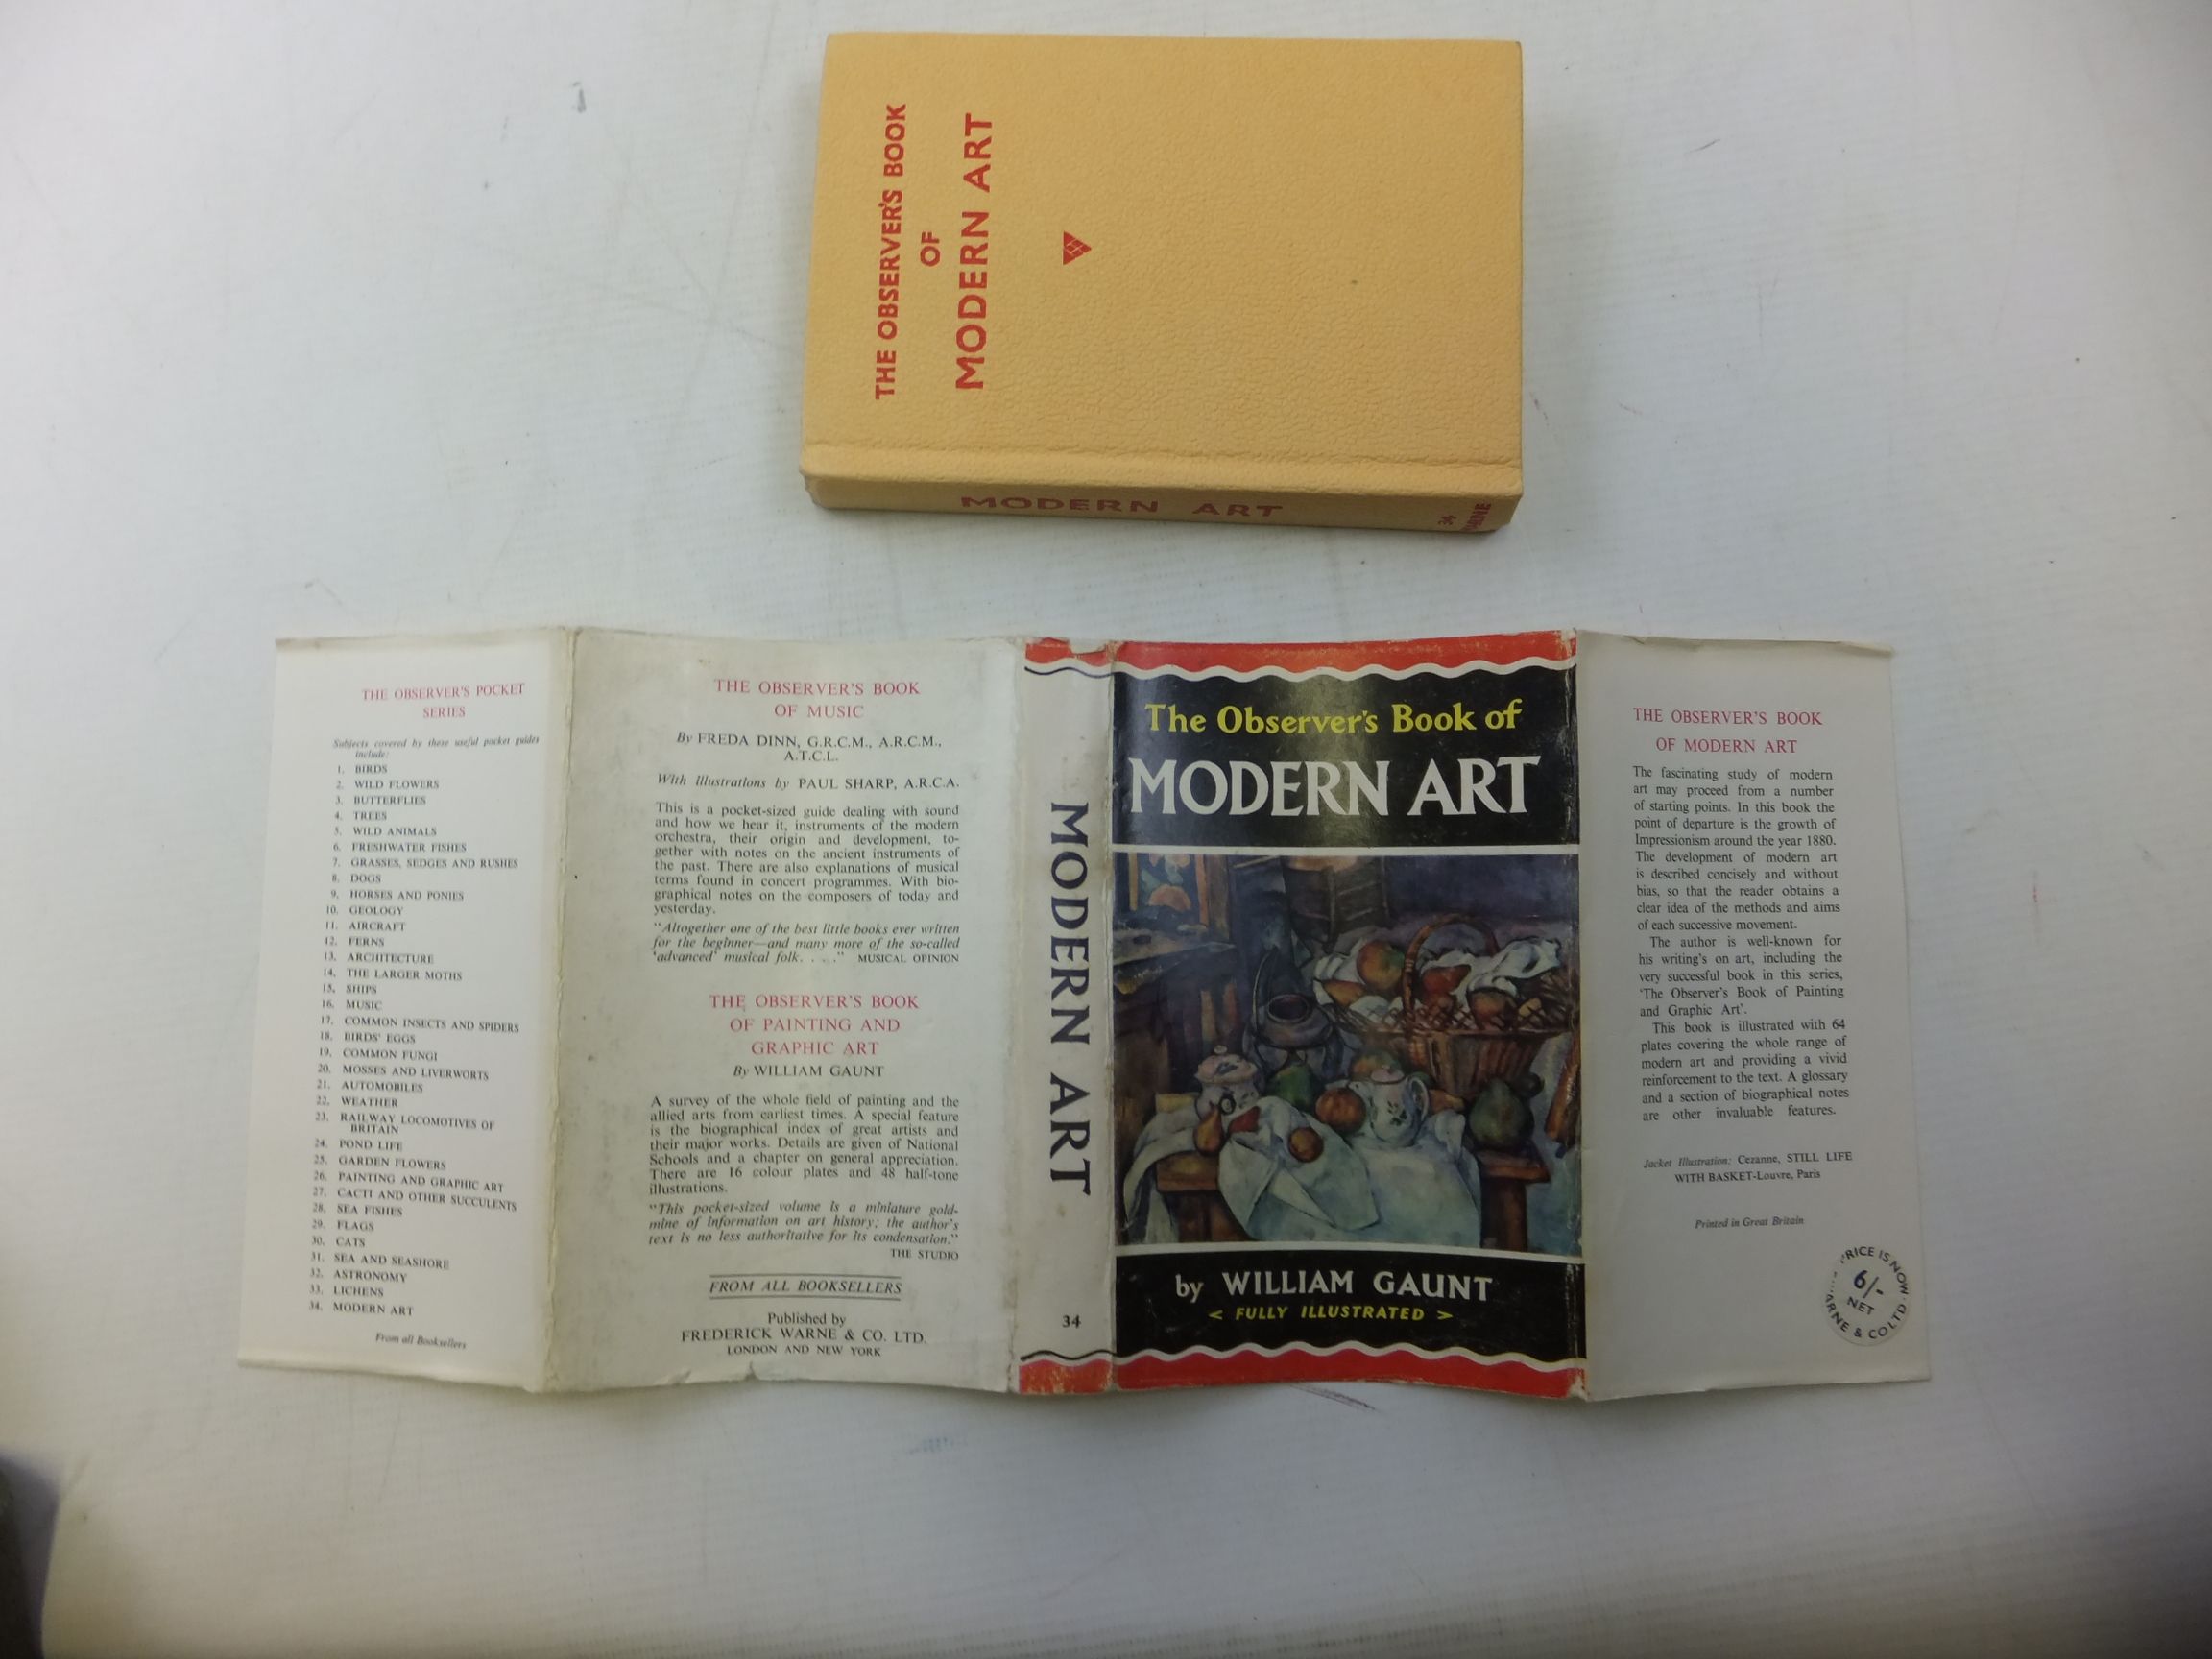 THE OBSERVER'S BOOK
OF
MODERN ART
MODERN ART
34
THE OBSERVER'S POCKET
SERIES
Subjects covered by these useful pocket guides
include:
1. BIRDS
2. WILD FLOWERS
3. BUTTERFLIES
4. TREES
5. WILD ANIMALS
6. FRESHWATER FISHES
7. GRASSES, SEDGES AND RUSHES
8. DOGS
9. HORSES AND PONIES
10. GEOLOGY
11. AIRCRAFT
12. FERNS
13. ARCHITECTURE
14. THE LARGER MOTHS
15. SHIPS
16. MUSIC
17. COMMON INSECTS AND SPIDERS
18. BIRDS' EGGS
19. COMMON FUNGI
20. MOSSES AND LIVERWORTS
21. AUTOMOBILES
22. WEATHER
23. RAILWAY LOCOMOTIVES OF
BRITAIN
24. POND LIFE
25. GARDEN FLOWERS
26. PAINTING AND GRAPHIC ART
27. CACTI AND OTHER SUCCULENTS
28. SEA FISHES
29. FLAGS
30. CATS
31. SEA AND SEASHORE
32. ASTRONOMY
33. LICHENS
34. MODERN ART
From all Booksellers
THE OBSERVER'S BOOK
OF MUSIC
By FREDA DINN, G.R.C.M., A.R.C.M.,
A.T.C.L.
With illustrations by PAUL SHARP, A.R.C.A.
This is a pocket-sized guide dealing with sound
and how we hear it, instruments of the modern
orchestra, their origin and development, to-
gether with notes on the ancient instruments of
the past. There are also explanations of musical
terms found in concert programmes. With bio-
graphical notes on the composers of today and
yesterday.
"Altogether one of the best little books ever written
for the beginner—and many more of the so-called
'advanced' musical folk. . . ." MUSICAL OPINION
THE OBSERVER'S BOOK
OF PAINTING AND
GRAPHIC ART
By WILLIAM GAUNT
A survey of the whole field of painting and the
allied arts from earliest times. A special feature
is the biographical index of great artists and
their major works. Details are given of National
Schools and a chapter on general appreciation.
There are 16 colour plates and 48 half-tone
illustrations.
"This pocket-sized volume is a miniature gold-
mine of information on art history; the author's
text is no less authoritative for its condensation."
THE STUDIO
FROM ALL BOOKSELLERS
Published by
FREDERICK WARNE & CO. LTD.
LONDON AND NEW YORK
MODERN ART
34
The Observer's Book of
MODERN ART
by WILLIAM GAUNT
< FULLY ILLUSTRATED >
THE OBSERVER'S BOOK
OF MODERN ART
The fascinating study of modern
art may proceed from a number
of starting points. In this book the
point of departure is the growth of
Impressionism around the year 1880.
The development of modern art
is described concisely and without
bias, so that the reader obtains a
clear idea of the methods and aims
of each successive movement.
The author is well-known for
his writing's on art, including the
very successful book in this series,
'The Observer's Book of Painting
and Graphic Art'.
This book is illustrated with 64
plates covering the whole range of
modern art and providing a vivid
reinforcement to the text. A glossary
and a section of biographical notes
are other invaluable features.
Jacket Illustration: Cezanne, STILL LIFE
WITH BASKET-Louvre, Paris
Printed in Great Britain
IS NOW
6/-
NET
& CO LTD